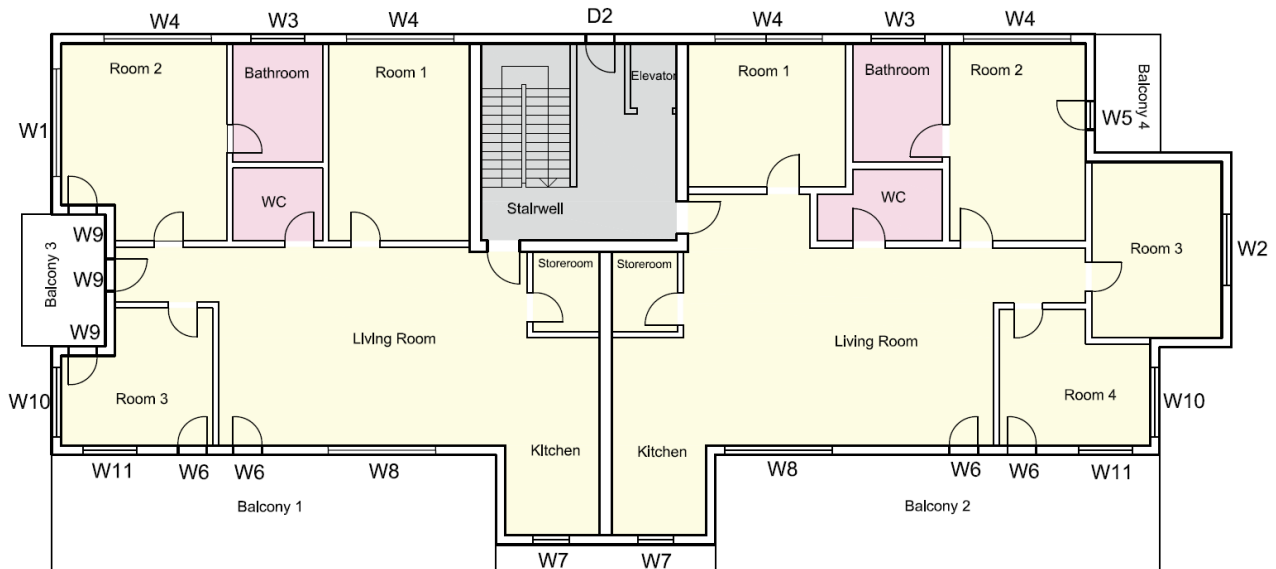 W4
W3
W4
D2
W4
W3
W4
Room 2
Bathroom
Room 1
Elevator
Room 1
Bathroom
Room 2
Balcony 4
W1
W5
WC
Stairwell
WC
W9
Balcony 3
W9
W9
Storeroom
Storeroom
Room 3
W2
Living Room
Living Room
W10
Room 3
Room 4
W10
Kitchen
Kitchen
W11
W6
W6
W8
W8
W6
W6
W11
Balcony 1
Balcony 2
W7
W7